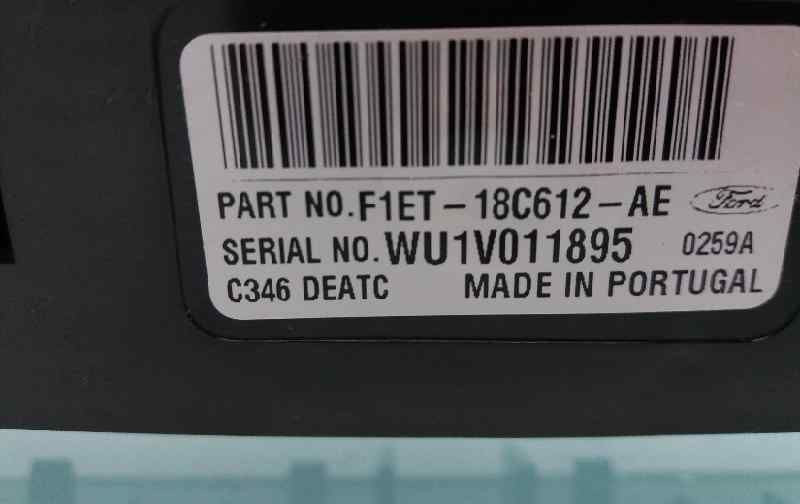 PART NO. F1ET-18C612-AE Ford
SERIAL NO. WU1V011895 0259A
C346 DEATC MADE IN PORTUGAL